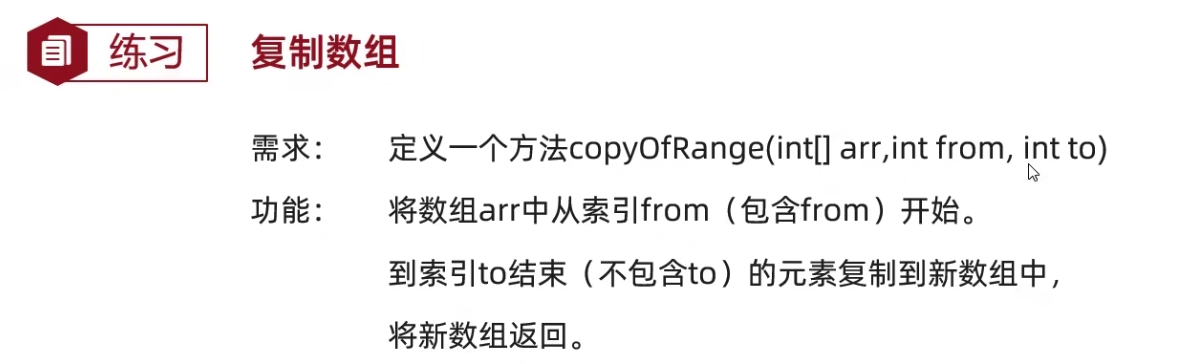 练习 复制数组
需求： 定义一个方法copyOfRange(int[] arr,int from, int to)
功能： 将数组arr中从索引from（包含from）开始。
到索引to结束（不包含to）的元素复制到新数组中，
将新数组返回。